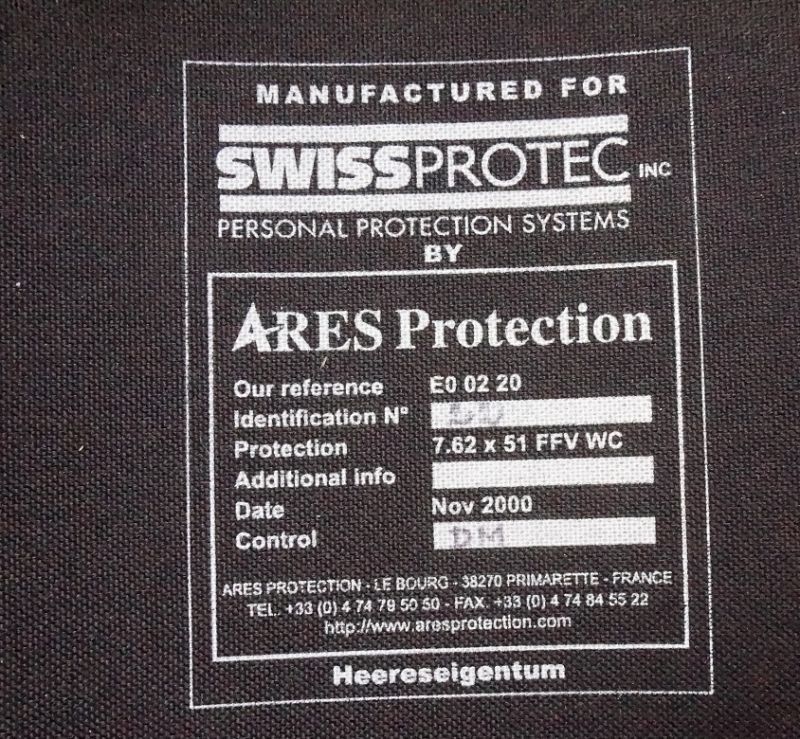 MANUFACTURED FOR
SWISSPROTEC INC
PERSONAL PROTECTION SYSTEMS
BY
ARES Protection
Our reference E0 02 20
Identification N°
Protection 7.62 x 51 FFV WC
Additional info
Date Nov 2000
Control DM
ARES PROTECTION - LE BOURG - 38270 PRIMARETTE - FRANCE
TEL. +33 (0) 4 74 79 50 50 - FAX. +33 (0) 4 74 84 55 22
http://www.aresprotection.com
Heereseigentum